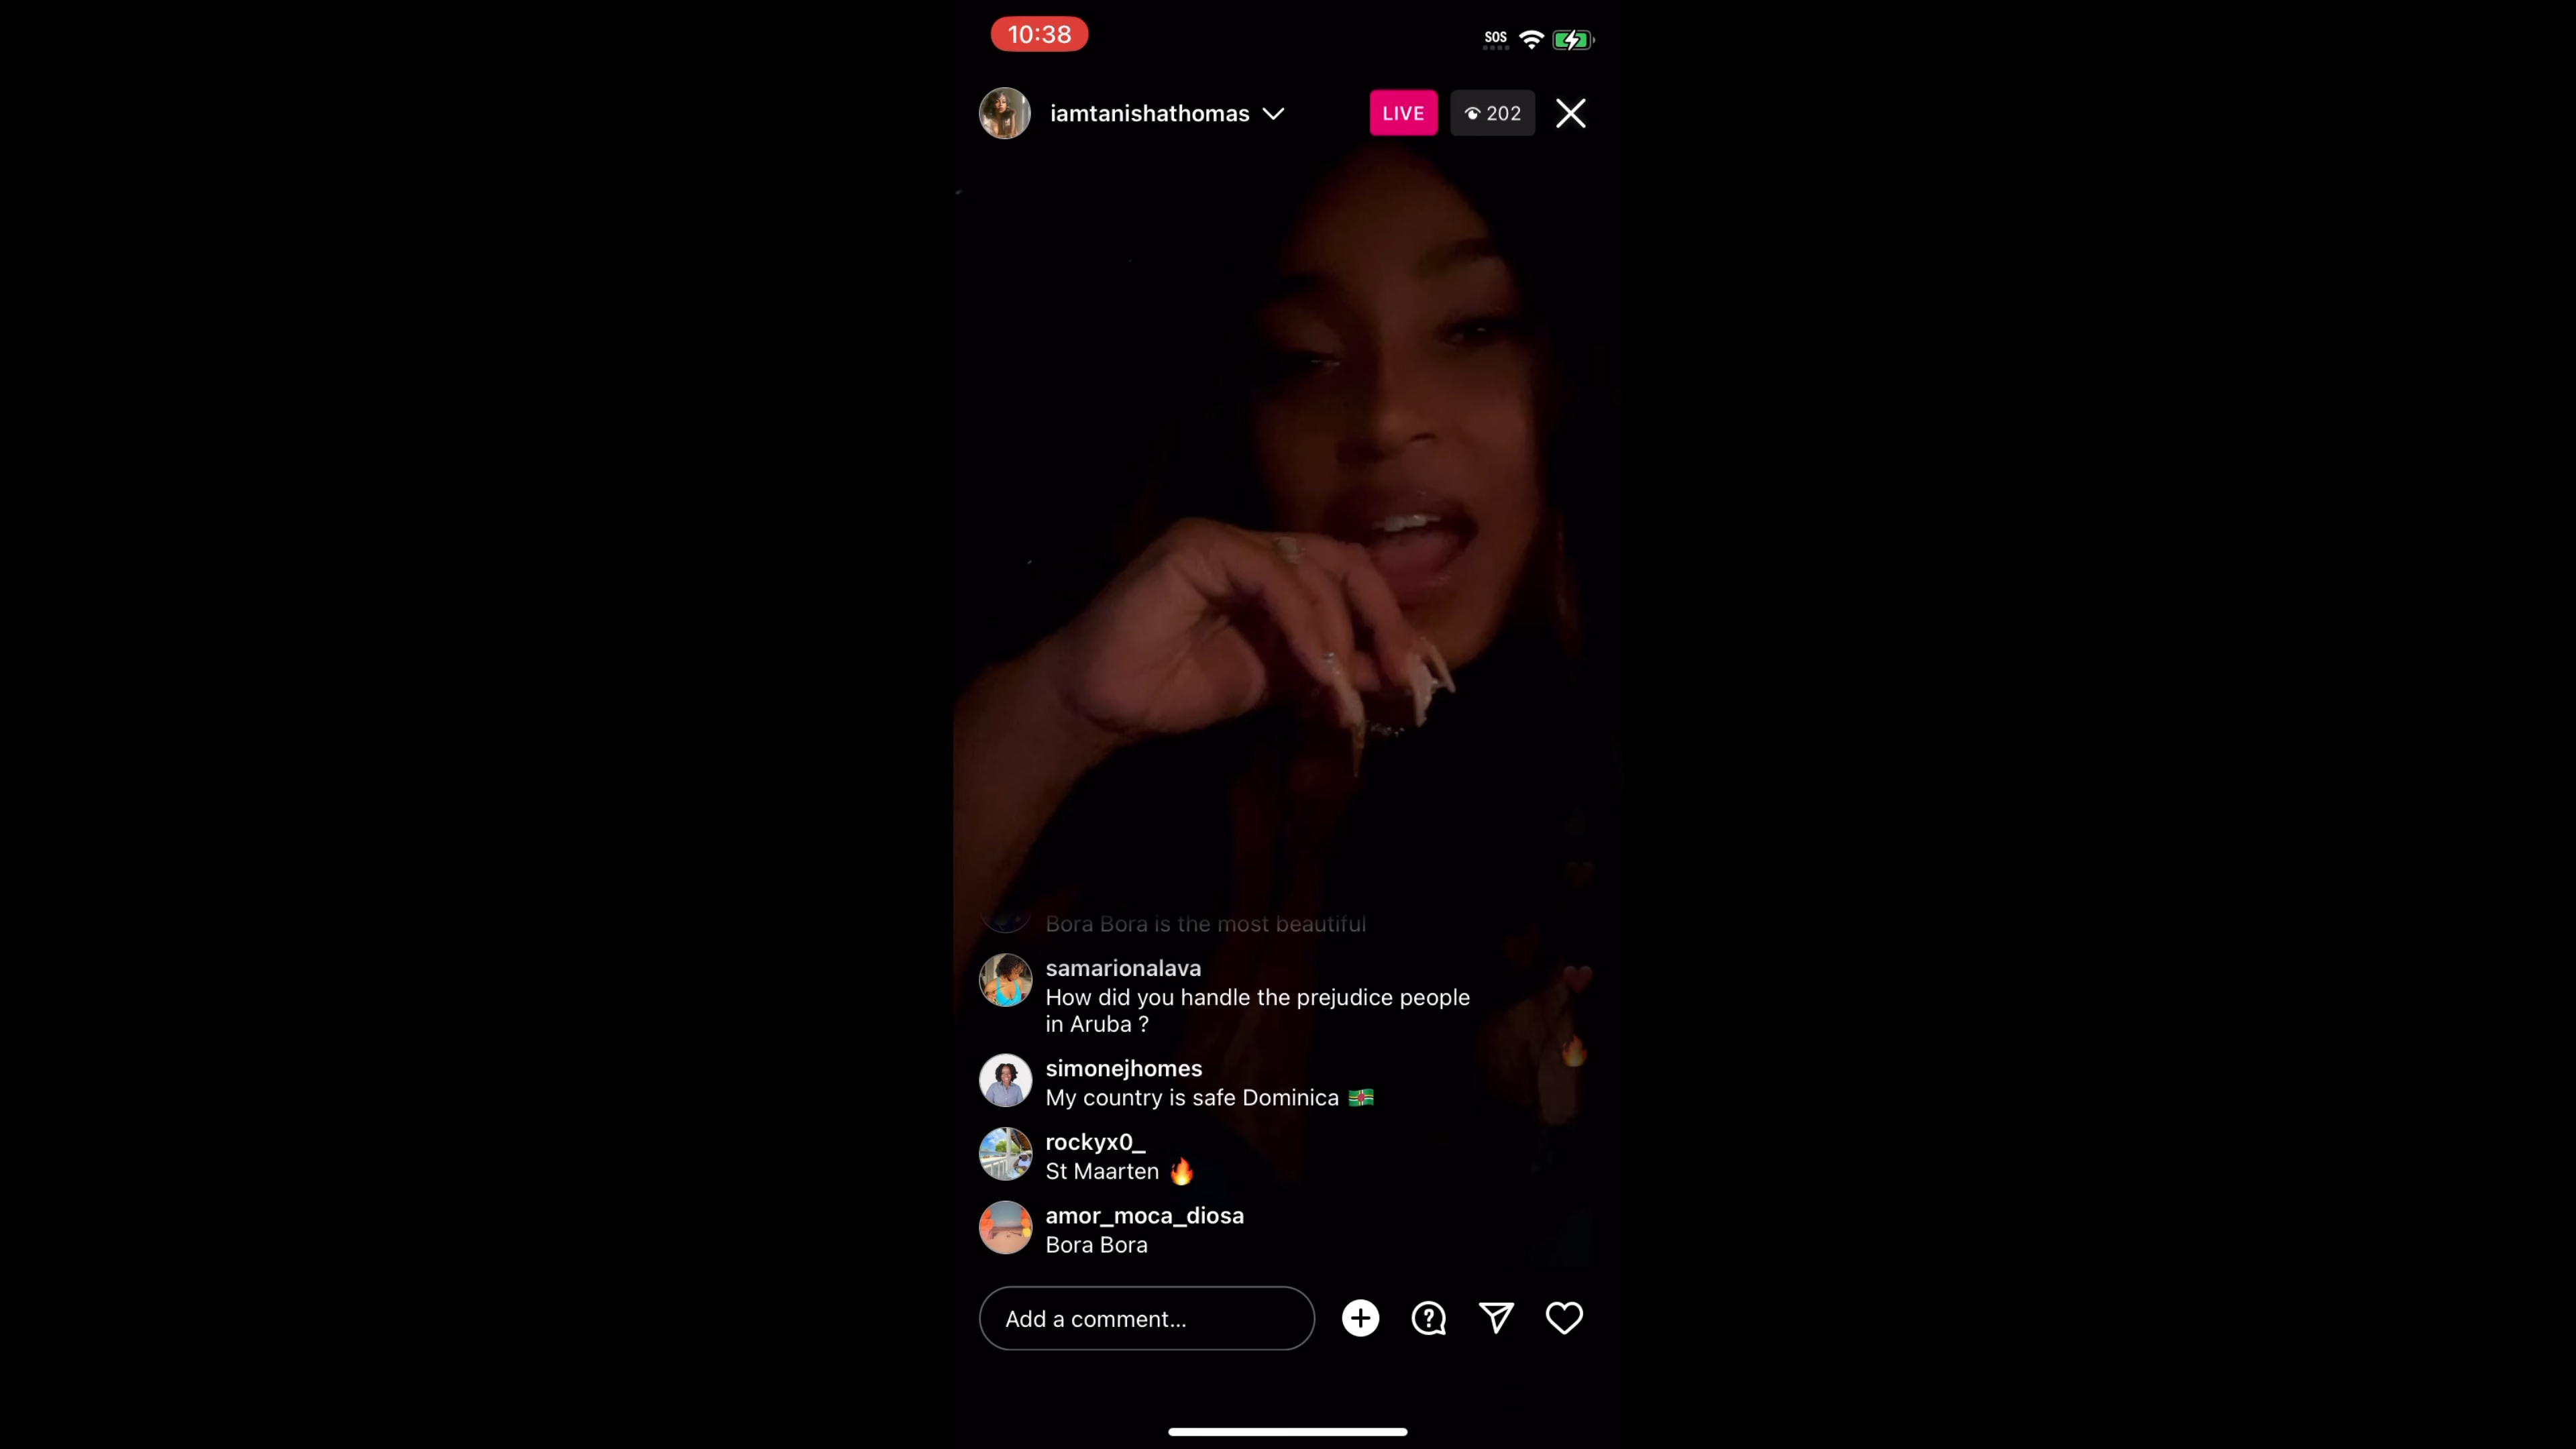 10:38
SOS
iamtanishathomas
LIVE
202
Bora Bora is the most beautiful
samarionalava
How did you handle the prejudice people
in Aruba ?
simonejhomes
My country is safe Dominica 🇩🇲
rockyx0_
St Maarten 🔥
amor_moca_diosa
Bora Bora
Add a comment...